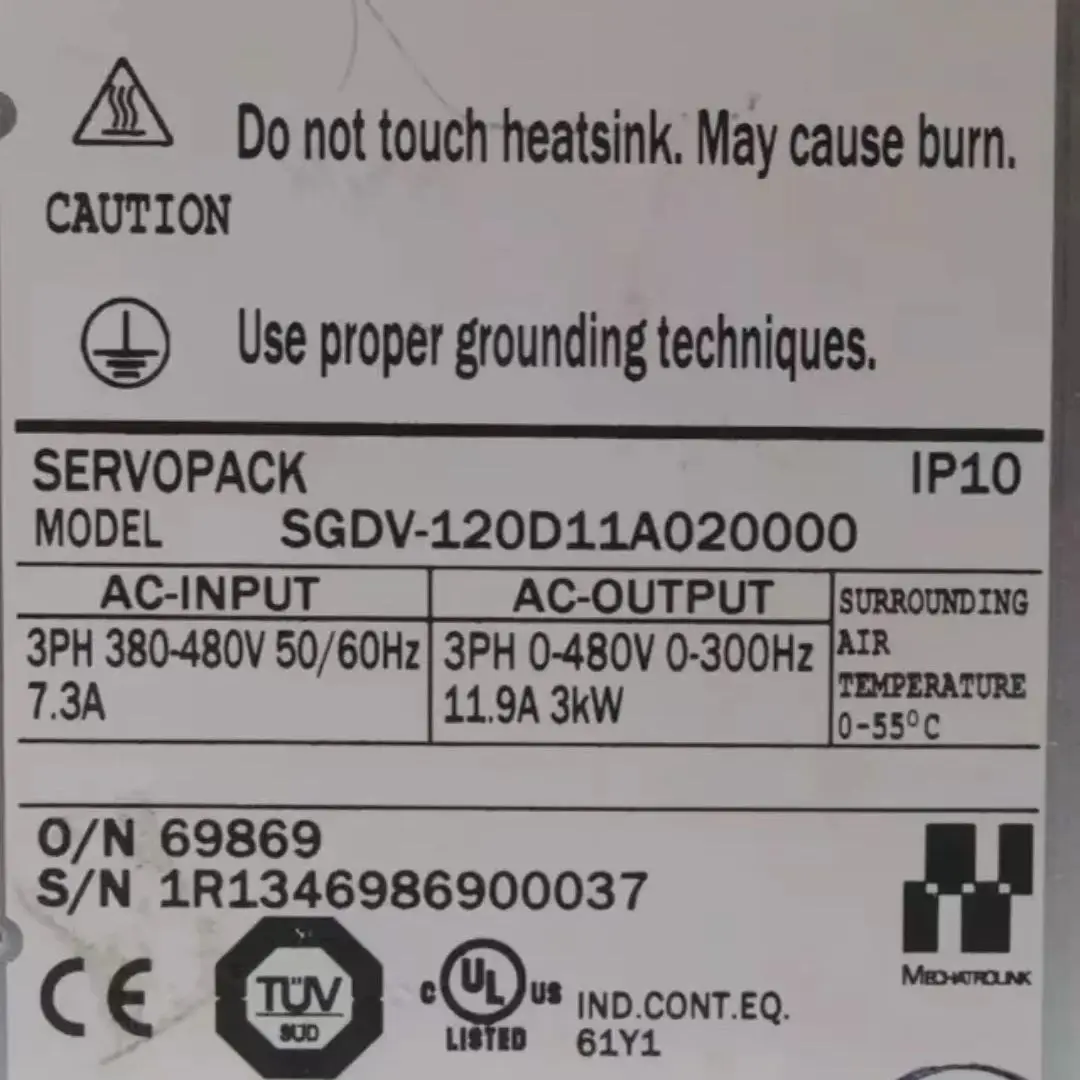 Do not touch heatsink. May cause burn.
CAUTION
Use proper grounding techniques.
SERVOPACK IP10
MODEL SGDV-120D11A020000
AC-INPUT AC-OUTPUT SURROUNDING
AIR
TEMPERATURE
0-55°C
3PH 380-480V 50/60Hz 3PH 0-480V 0-300Hz
7.3A 11.9A 3kW
O/N 69869
S/N 1R1346986900037
CE
TÜV
SÜD
C UL US
LISTED
IND.CONT.EQ.
61Y1
MECHATROLINK